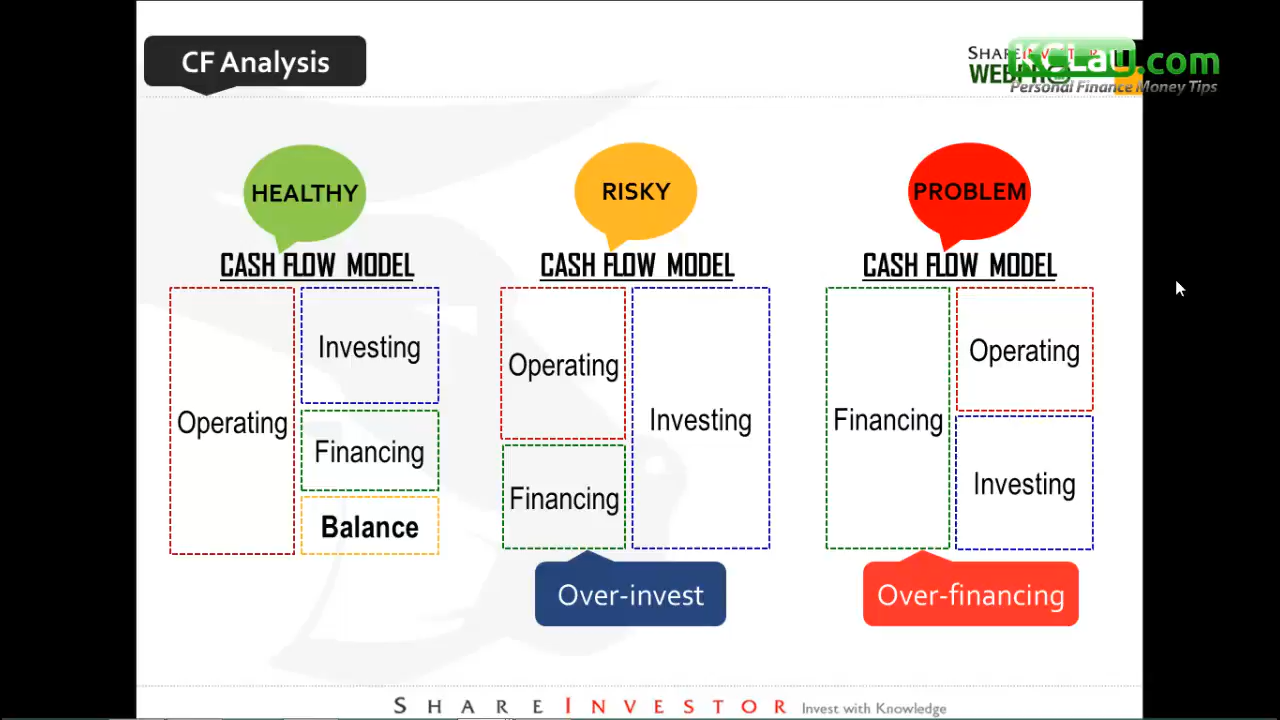 CF Analysis
SHAREINVESTOR
KCLau.com
Personal Finance Money Tips
HEALTHY
CASH FLOW MODEL
Operating
Investing
Financing
Balance
RISKY
CASH FLOW MODEL
Operating
Financing
Investing
Over-invest
PROBLEM
CASH FLOW MODEL
Financing
Operating
Investing
Over-financing
SHAREINVESTOR Invest with Knowledge